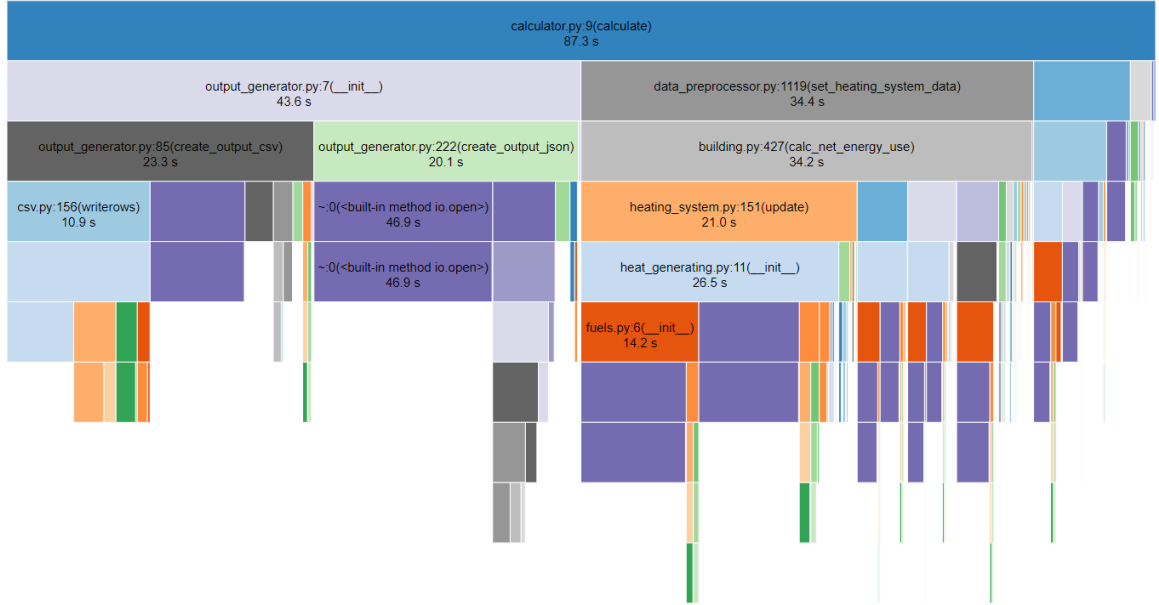 calculator.py:9(calculate)
87.3 s
output_generator.py:7(__init__)
43.6 s
data_preprocessor.py:1119(set_heating_system_data)
34.4 s
output_generator.py:85(create_output_csv)
23.3 s
output_generator.py:222(create_output_json)
20.1 s
building.py:427(calc_net_energy_use)
34.2 s
csv.py:156(writerows)
10.9 s
~:0(<built-in method io.open>)
46.9 s
heating_system.py:151(update)
21.0 s
~:0(<built-in method io.open>)
46.9 s
heat_generating.py:11(__init__)
26.5 s
fuels.py:6(__init__)
14.2 s